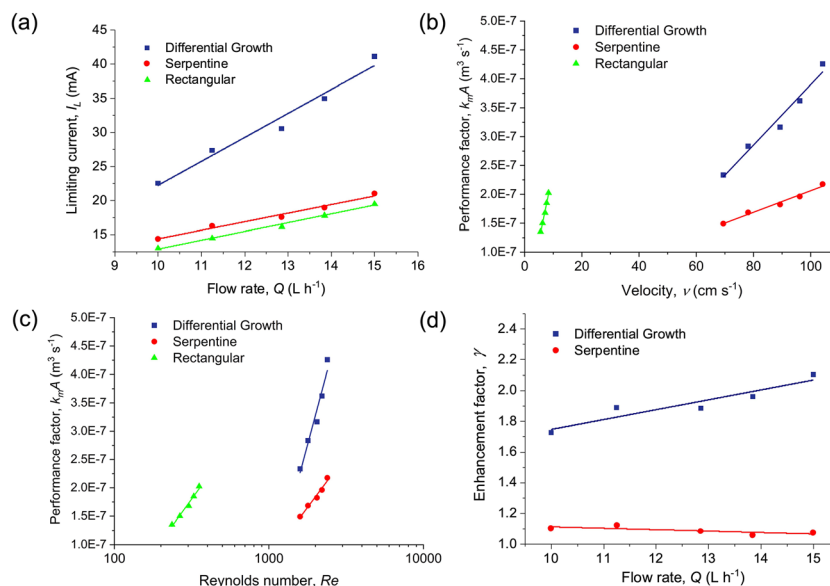 (a)
45
40
35
30
25
20
15
Limiting current, I_L (mA)
Differential Growth
Serpentine
Rectangular
9 10 11 12 13 14 15 16
Flow rate, Q (L h⁻¹)
(b)
5.0E-7
4.5E-7
4.0E-7
3.5E-7
3.0E-7
2.5E-7
2.0E-7
1.5E-7
1.0E-7
Performance factor, kₘA (m³ s⁻¹)
Differential Growth
Serpentine
Rectangular
0 20 40 60 80 100
Velocity, ν (cm s⁻¹)
(c)
5.0E-7
4.5E-7
4.0E-7
3.5E-7
3.0E-7
2.5E-7
2.0E-7
1.5E-7
1.0E-7
Performance factor, kₘA (m³ s⁻¹)
Differential Growth
Serpentine
Rectangular
100 1000 10000
Reynolds number, Re
(d)
2.4
2.2
2.0
1.8
1.6
1.4
1.2
1.0
Enhancement factor, γ
Differential Growth
Serpentine
10 11 12 13 14 15
Flow rate, Q (L h⁻¹)